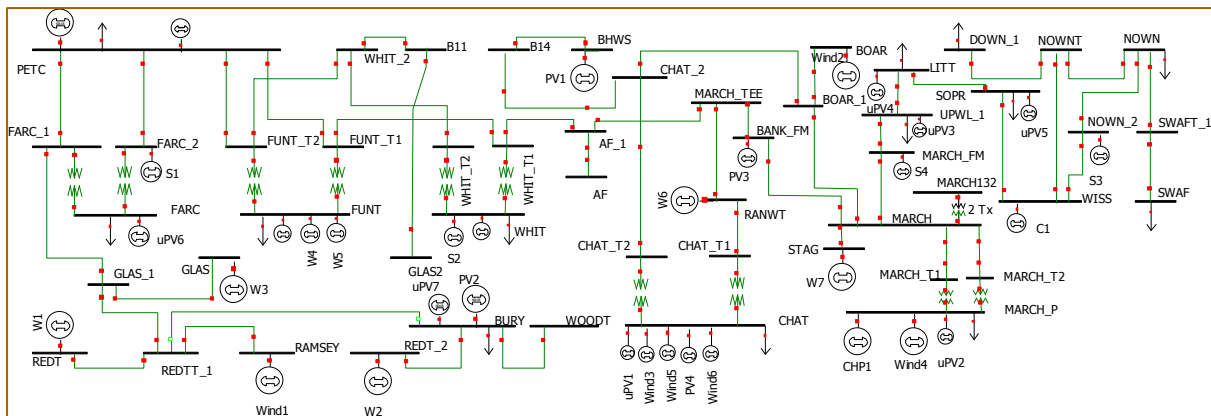 PETC
WHIT_2
B11
B14
BHWS
PV1
CHAT_2
Wind2
BOAR
BOAR_1
LITT
uPV4
DOWN_1
NOWNT
NOWN
SOPR
uPV5
UPWL_1
uPV3
MARCH_TEE
BANK_FM
PV3
FARC_1
FARC_2
S1
FUNT_T2
FUNT_T1
WHIT_T2
WHIT_T1
AF_1
AF
MARCH_FM
S4
NOWN_2
S3
SWAFT_1
SWAF
MARCH132
2 Tx
WISS
C1
FARC
uPV6
FUNT
W4
W5
S2
WHIT
W6
RANWT
MARCH
STAG
W7
CHAT_T2
CHAT_T1
GLAS_1
GLAS
W3
GLAS2
uPV7
PV2
BURY
WOODT
MARCH_T1
MARCH_T2
MARCH_P
W1
REDT
REDTT_1
RAMSEY
Wind1
REDT_2
W2
CHAT
uPV1
Wind3
Wind5
PV4
Wind6
CHP1
Wind4
uPV2